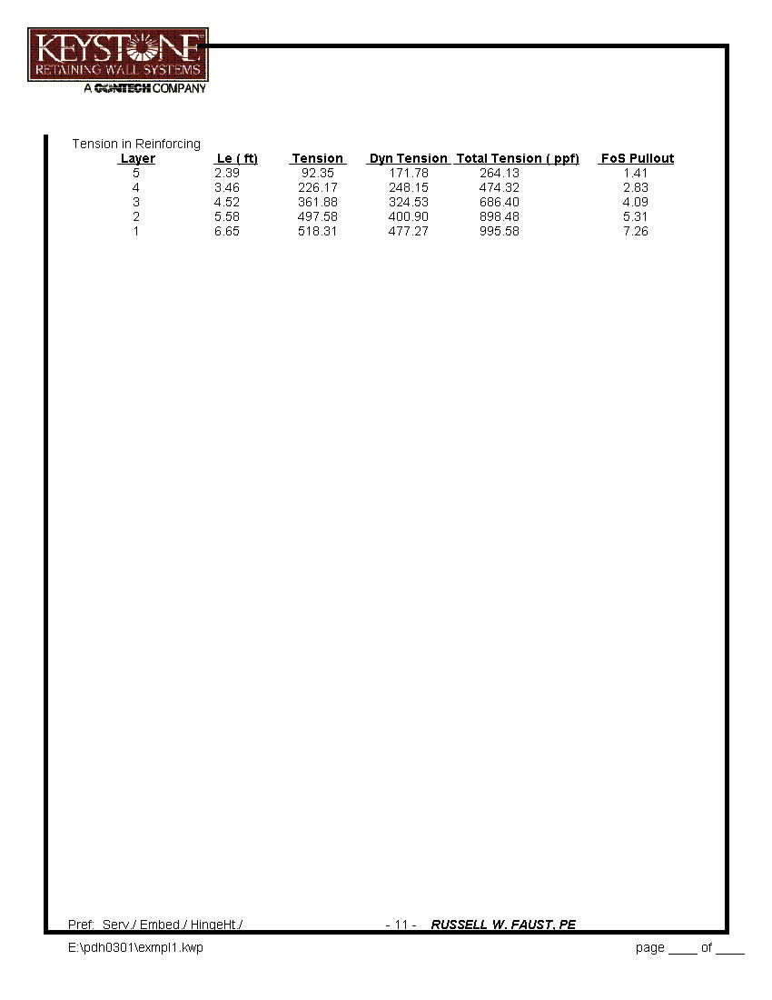 KEYSTONE
RETAINING WALL SYSTEMS
A CONTECH COMPANY
Tension in Reinforcing
Layer Le ( ft) Tension Dyn Tension Total Tension ( ppf) FoS Pullout
5 2.39 92.35 171.78 264.13 1.41
4 3.46 226.17 248.15 474.32 2.83
3 4.52 361.88 324.53 686.40 4.09
2 5.58 497.58 400.90 898.48 5.31
1 6.65 518.31 477.27 995.58 7.26
Pref: Serv./ Embed./ HingeHt./ - 11 - RUSSELL W. FAUST, PE
E:\pdh0301\exmpl1.kwp page ____ of ____